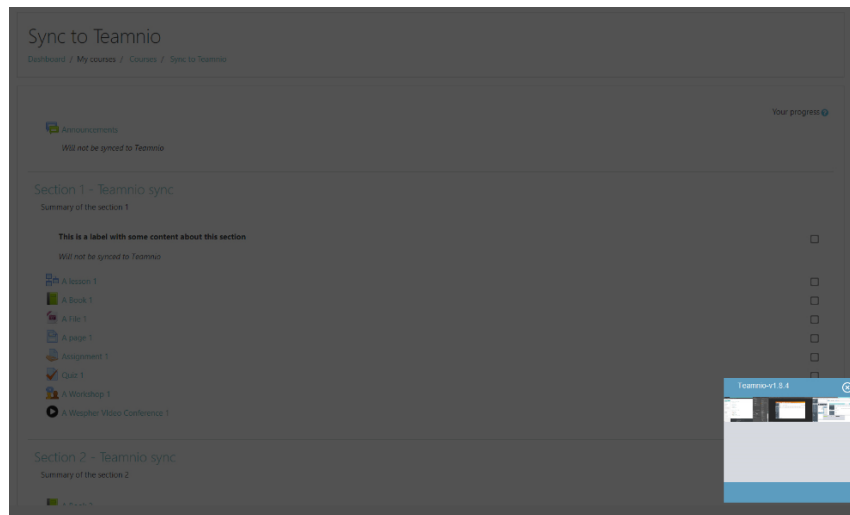 Sync to Teamnio
Dashboard / My courses / Courses / Sync to Teamnio
Your progress
Announcements
Will not be synced to Teamnio
Section 1 - Teamnio sync
Summary of the section 1
This is a label with some content about this section
Will not be synced to Teamnio
A lesson 1
A Book 1
A File 1
A page 1
Assignment 1
Quiz 1
A Workshop 1
A Wespher Video Conference 1
Teamnio-v1.8.4
Section 2 - Teamnio sync
Summary of the section 2